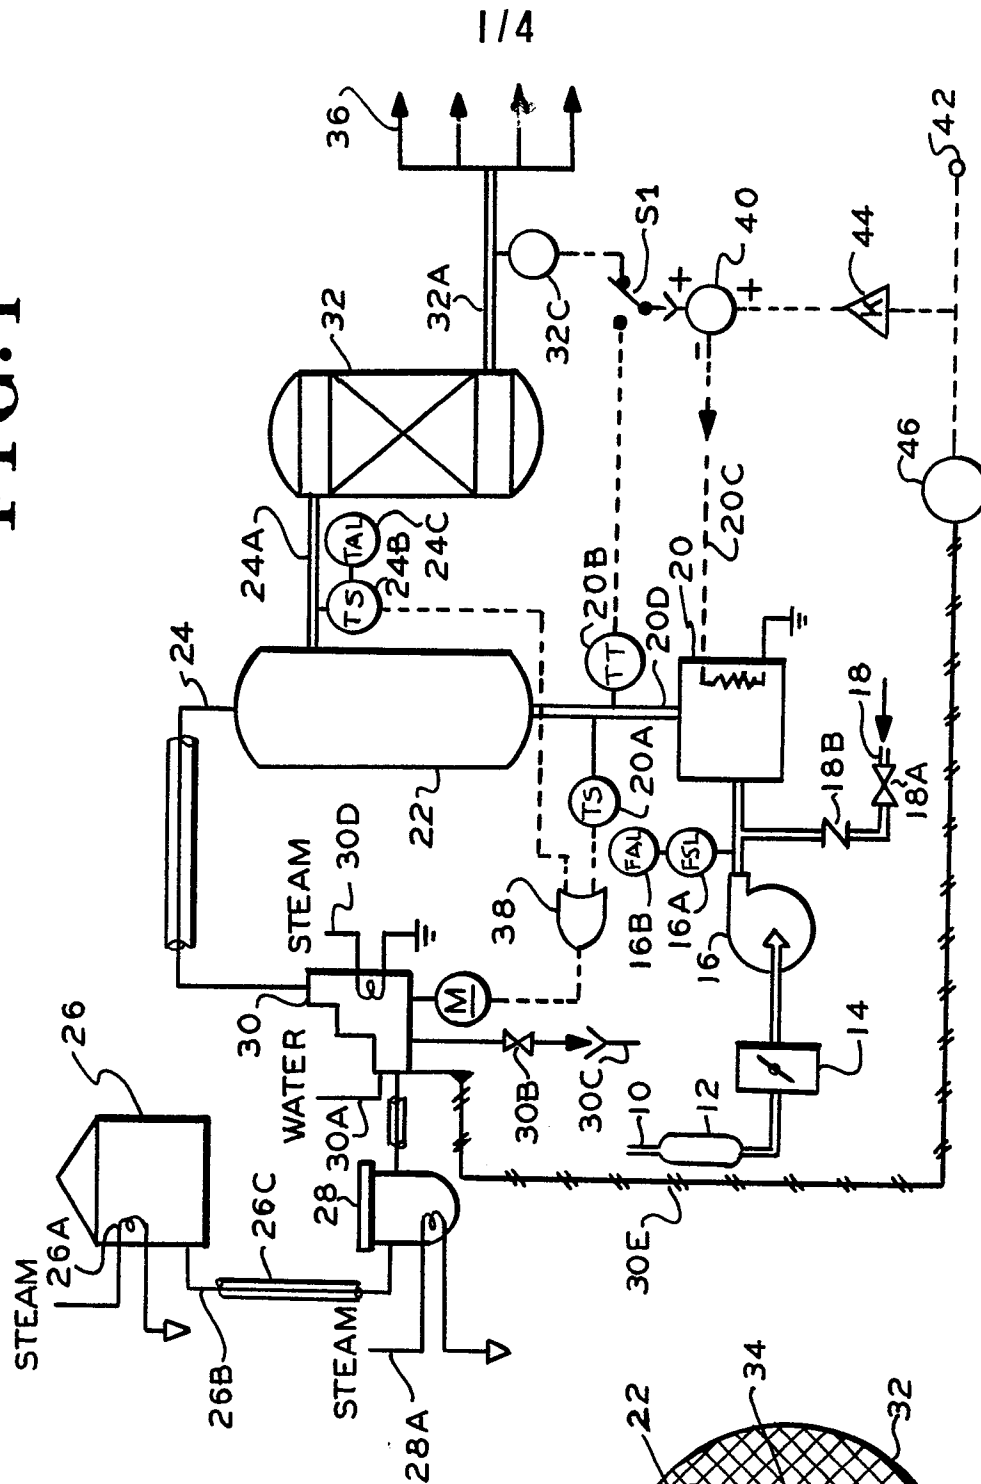 1/4
FIG. 1
36
42
S1
40
44
32A
32
32C
46
24A
TAL
24C
TS
24B
20C
20
20B
TT
20D
24
22
TS
20A
18
18A
18B
FAL
FSL
16B
16A
16
38
STEAM
30D
30
WATER
30A
M
30B
30C
14
12
10
26
28
26C
26A
STEAM
26B
STEAM
28A
30E
K
+
+
-
22
34
32